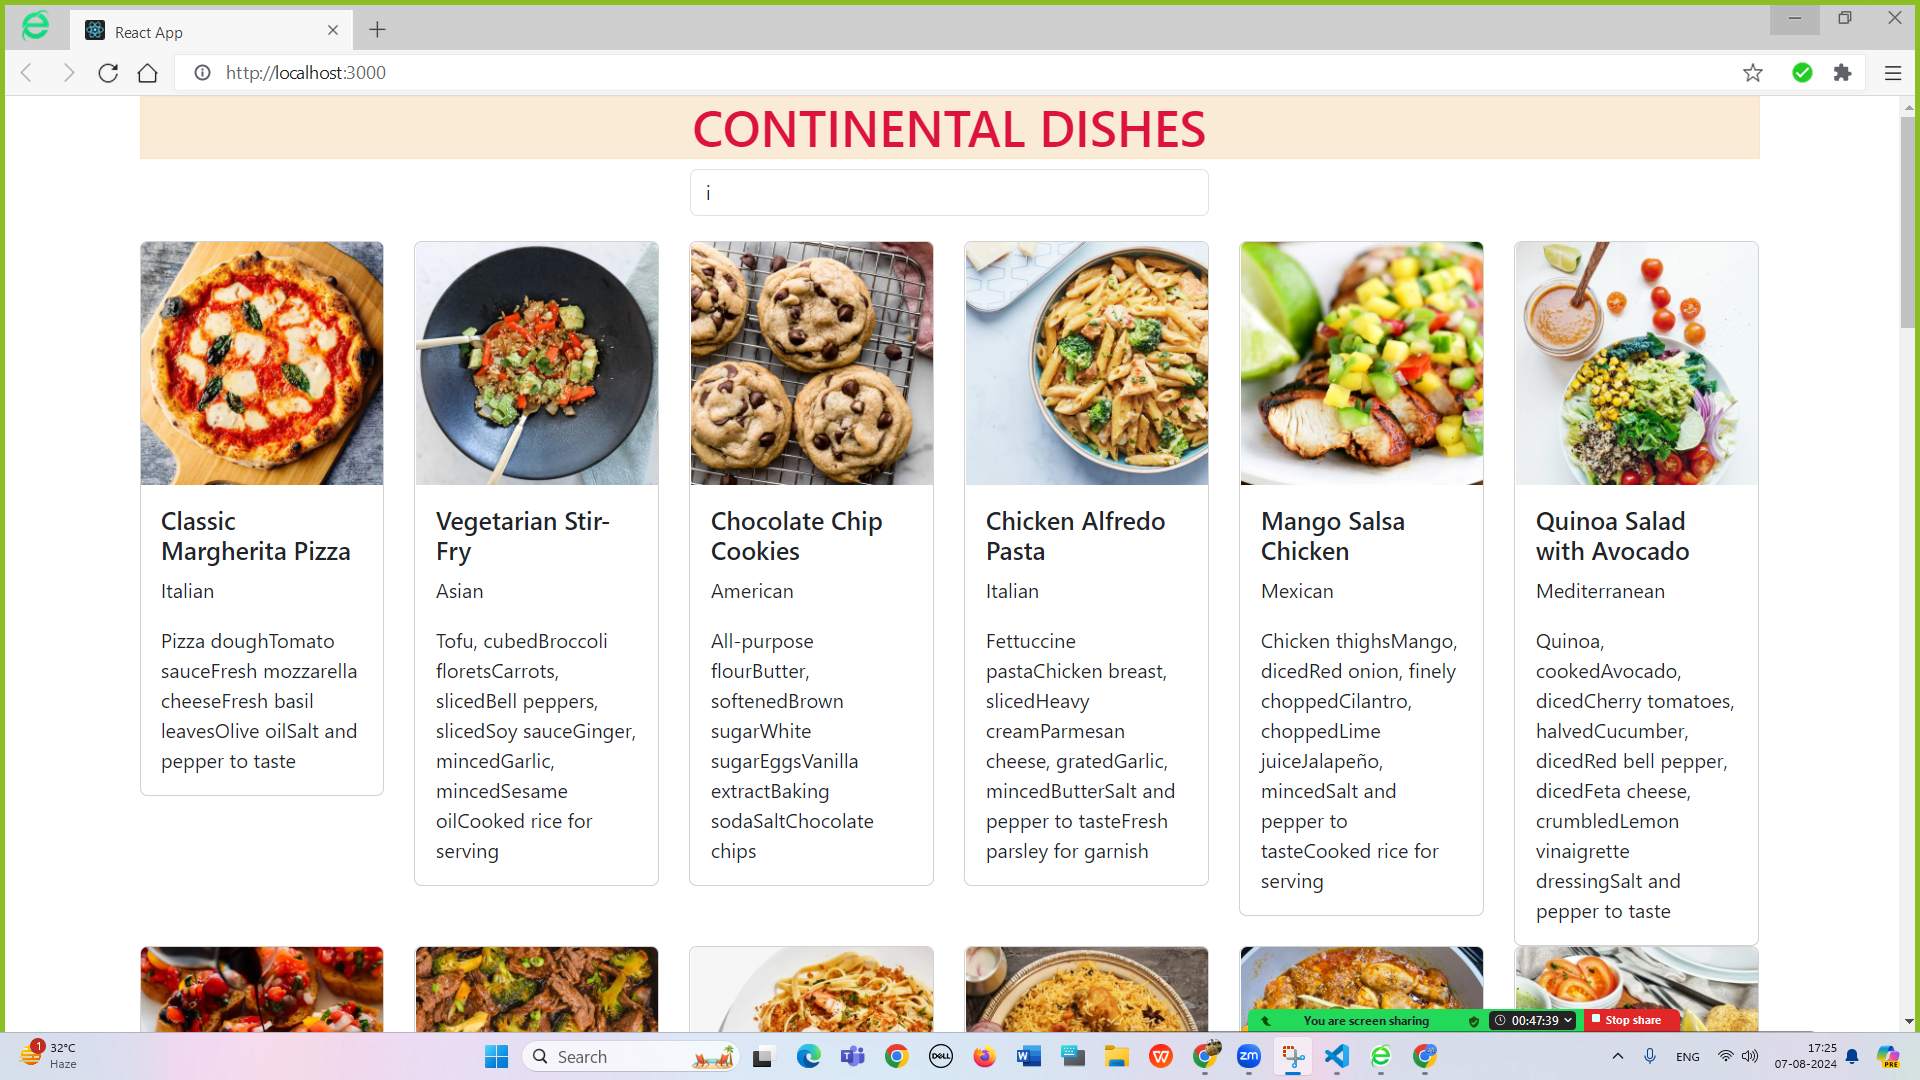 React App
http://localhost:3000
CONTINENTAL DISHES
i
Classic
Margherita Pizza
Italian
Pizza doughTomato
sauceFresh mozzarella
cheeseFresh basil
leavesOlive oilSalt and
pepper to taste
Vegetarian Stir-
Fry
Asian
Tofu, cubedBroccoli
floretsCarrots,
slicedBell peppers,
slicedSoy sauceGinger,
mincedGarlic,
mincedSesame
oilCooked rice for
serving
Chocolate Chip
Cookies
American
All-purpose
flourButter,
softenedBrown
sugarWhite
sugarEggsVanilla
extractBaking
sodaSaltChocolate
chips
Chicken Alfredo
Pasta
Italian
Fettuccine
pastaChicken breast,
slicedHeavy
creamParmesan
cheese, gratedGarlic,
mincedButterSalt and
pepper to tasteFresh
parsley for garnish
Mango Salsa
Chicken
Mexican
Chicken thighsMango,
dicedRed onion, finely
choppedCilantro,
choppedLime
juiceJalapeño,
mincedSalt and
pepper to
tasteCooked rice for
serving
Quinoa Salad
with Avocado
Mediterranean
Quinoa,
cookedAvocado,
dicedCherry tomatoes,
halvedCucumber,
dicedRed bell pepper,
dicedFeta cheese,
crumbledLemon
vinaigrette
dressingSalt and
pepper to taste
You are screen sharing
00:47:39
Stop share
1
32°C
Haze
Search
DELL
W
W
zm
ENG
17:25
07-08-2024
PRE